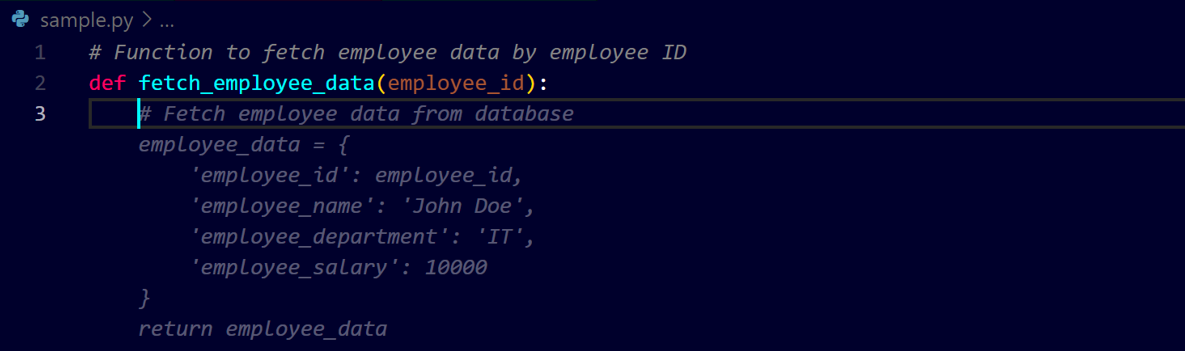 sample.py > ...
1 # Function to fetch employee data by employee ID
2 def fetch_employee_data(employee_id):
3     # Fetch employee data from database
    employee_data = {
        'employee_id': employee_id,
        'employee_name': 'John Doe',
        'employee_department': 'IT',
        'employee_salary': 10000
    }
    return employee_data